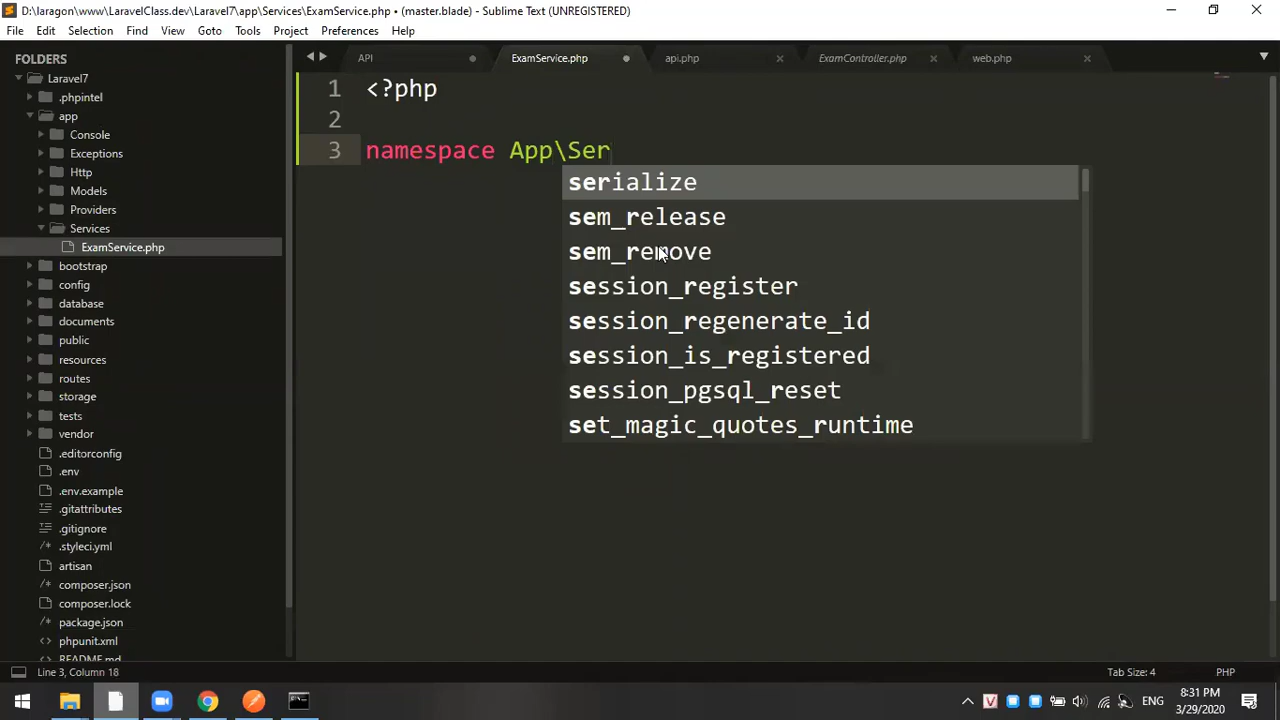 D:\laragon\www\LaravelClass.dev\Laravel7\app\Services\ExamService.php • (master.blade) - Sublime Text (UNREGISTERED)
File Edit Selection Find View Goto Tools Project Preferences Help
FOLDERS
Laravel7
.phpintel
app
Console
Exceptions
Http
Models
Providers
Services
ExamService.php
bootstrap
config
database
documents
public
resources
routes
storage
tests
vendor
.editorconfig
.env
.env.example
.gitattributes
.gitignore
.styleci.yml
artisan
composer.json
composer.lock
package.json
phpunit.xml
README.md
API ExamService.php api.php ExamController.php web.php
1 <?php
2
3 namespace App\Ser
serialize
sem_release
sem_remove
session_register
session_regenerate_id
session_is_registered
session_pgsql_reset
set_magic_quotes_runtime
Line 3, Column 18 Tab Size: 4 PHP
V ENG 8:31 PM
3/29/2020